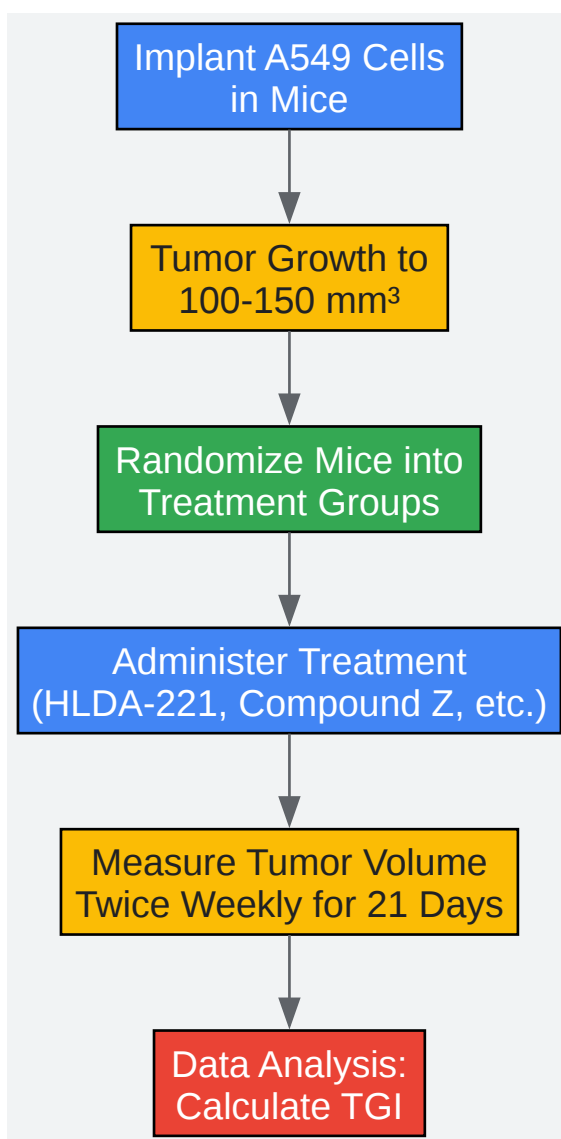 Implant A549 Cells
in Mice
Tumor Growth to
100-150 mm³
Randomize Mice into
Treatment Groups
Administer Treatment
(HLDA-221, Compound Z, etc.)
Measure Tumor Volume
Twice Weekly for 21 Days
Data Analysis:
Calculate TGI